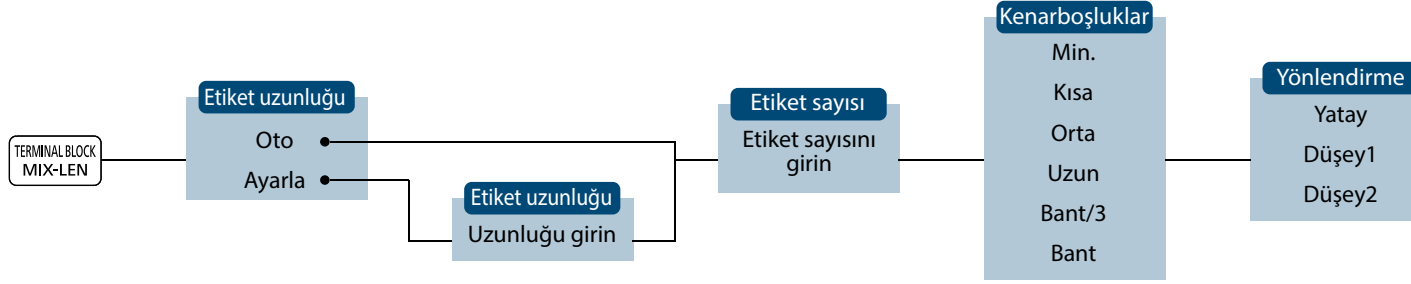 TERMINAL BLOCK
MIX-LEN
Etiket uzunluğu
Oto
Ayarla
Etiket uzunluğu
Uzunluğu girin
Etiket sayısı
Etiket sayısını
girin
Kenarboşluklar
Min.
Kısa
Orta
Uzun
Bant/3
Bant
Yönlendirme
Yatay
Düşey1
Düşey2